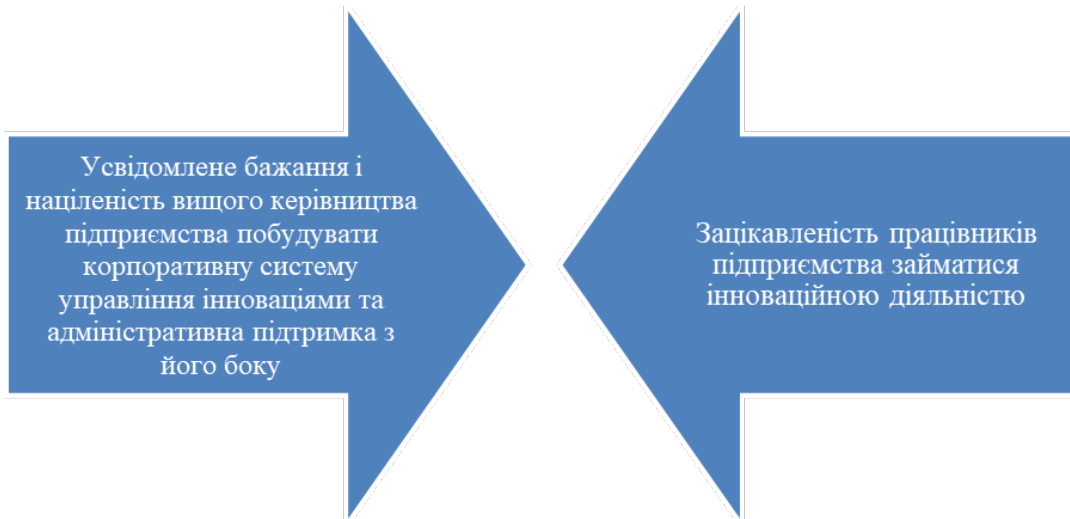 Усвідомлене бажання і
націленість вищого керівництва
підприємства побудувати
корпоративну систему
управління інноваціями та
адміністративна підтримка з
його боку
Зацікавленість працівників
підприємства займатися
інноваційною діяльністю